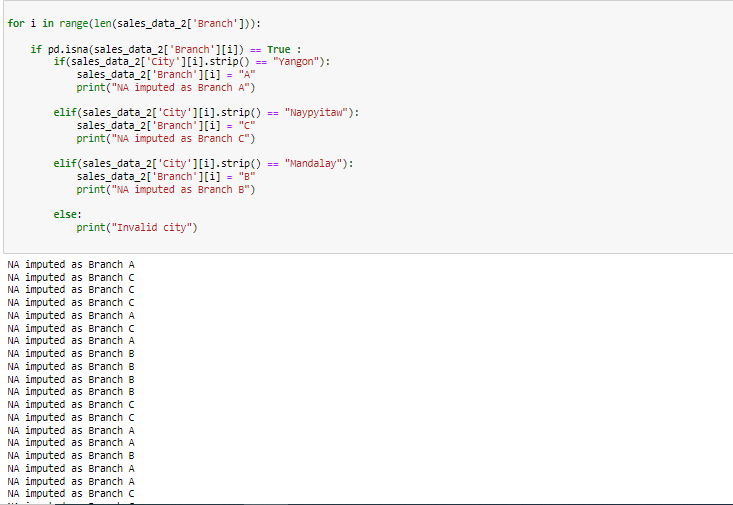 for i in range(len(sales_data_2['Branch'])):
if pd.isna(sales_data_2['Branch'][i]) == True :
if(sales_data_2['City'][i].strip() == "Yangon"):
sales_data_2['Branch'][i] = "A"
print("NA imputed as Branch A")
elif(sales_data_2['City'][i].strip() == "Naypyitaw"):
sales_data_2['Branch'][i] = "C"
print("NA imputed as Branch C")
elif(sales_data_2['City'][i].strip() == "Mandalay"):
sales_data_2['Branch'][i] = "B"
print("NA imputed as Branch B")
else:
print("Invalid city")
NA imputed as Branch A
NA imputed as Branch C
NA imputed as Branch C
NA imputed as Branch C
NA imputed as Branch A
NA imputed as Branch C
NA imputed as Branch A
NA imputed as Branch B
NA imputed as Branch B
NA imputed as Branch B
NA imputed as Branch B
NA imputed as Branch C
NA imputed as Branch C
NA imputed as Branch A
NA imputed as Branch A
NA imputed as Branch B
NA imputed as Branch A
NA imputed as Branch A
NA imputed as Branch C